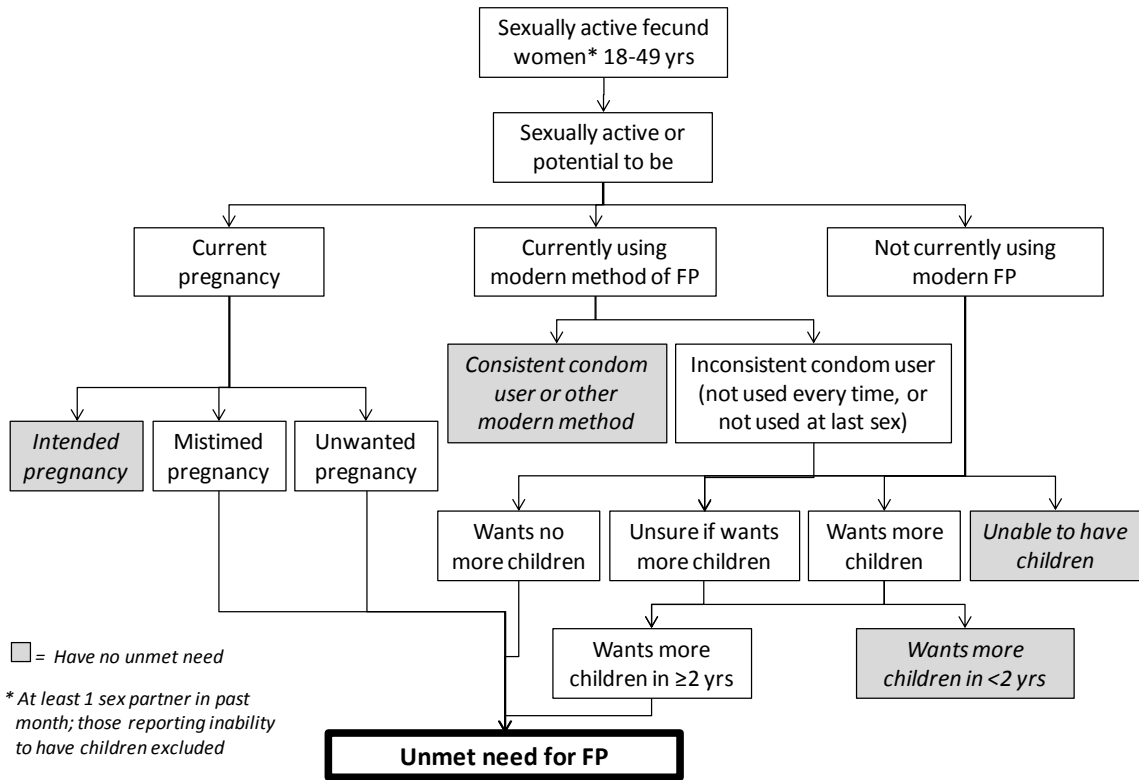 Sexually active fecund
women* 18-49 yrs
Sexually active or
potential to be
Current
pregnancy
Currently using
modern method of FP
Not currently using
modern FP
Consistent condom
user or other
modern method
Inconsistent condom user
(not used every time, or
not used at last sex)
Intended
pregnancy
Mistimed
pregnancy
Unwanted
pregnancy
Wants no
more children
Unsure if wants
more children
Wants more
children
Unable to have
children
Wants more
children in ≥2 yrs
Wants more
children in <2 yrs
= Have no unmet need
* At least 1 sex partner in past
month; those reporting inability
to have children excluded
Unmet need for FP